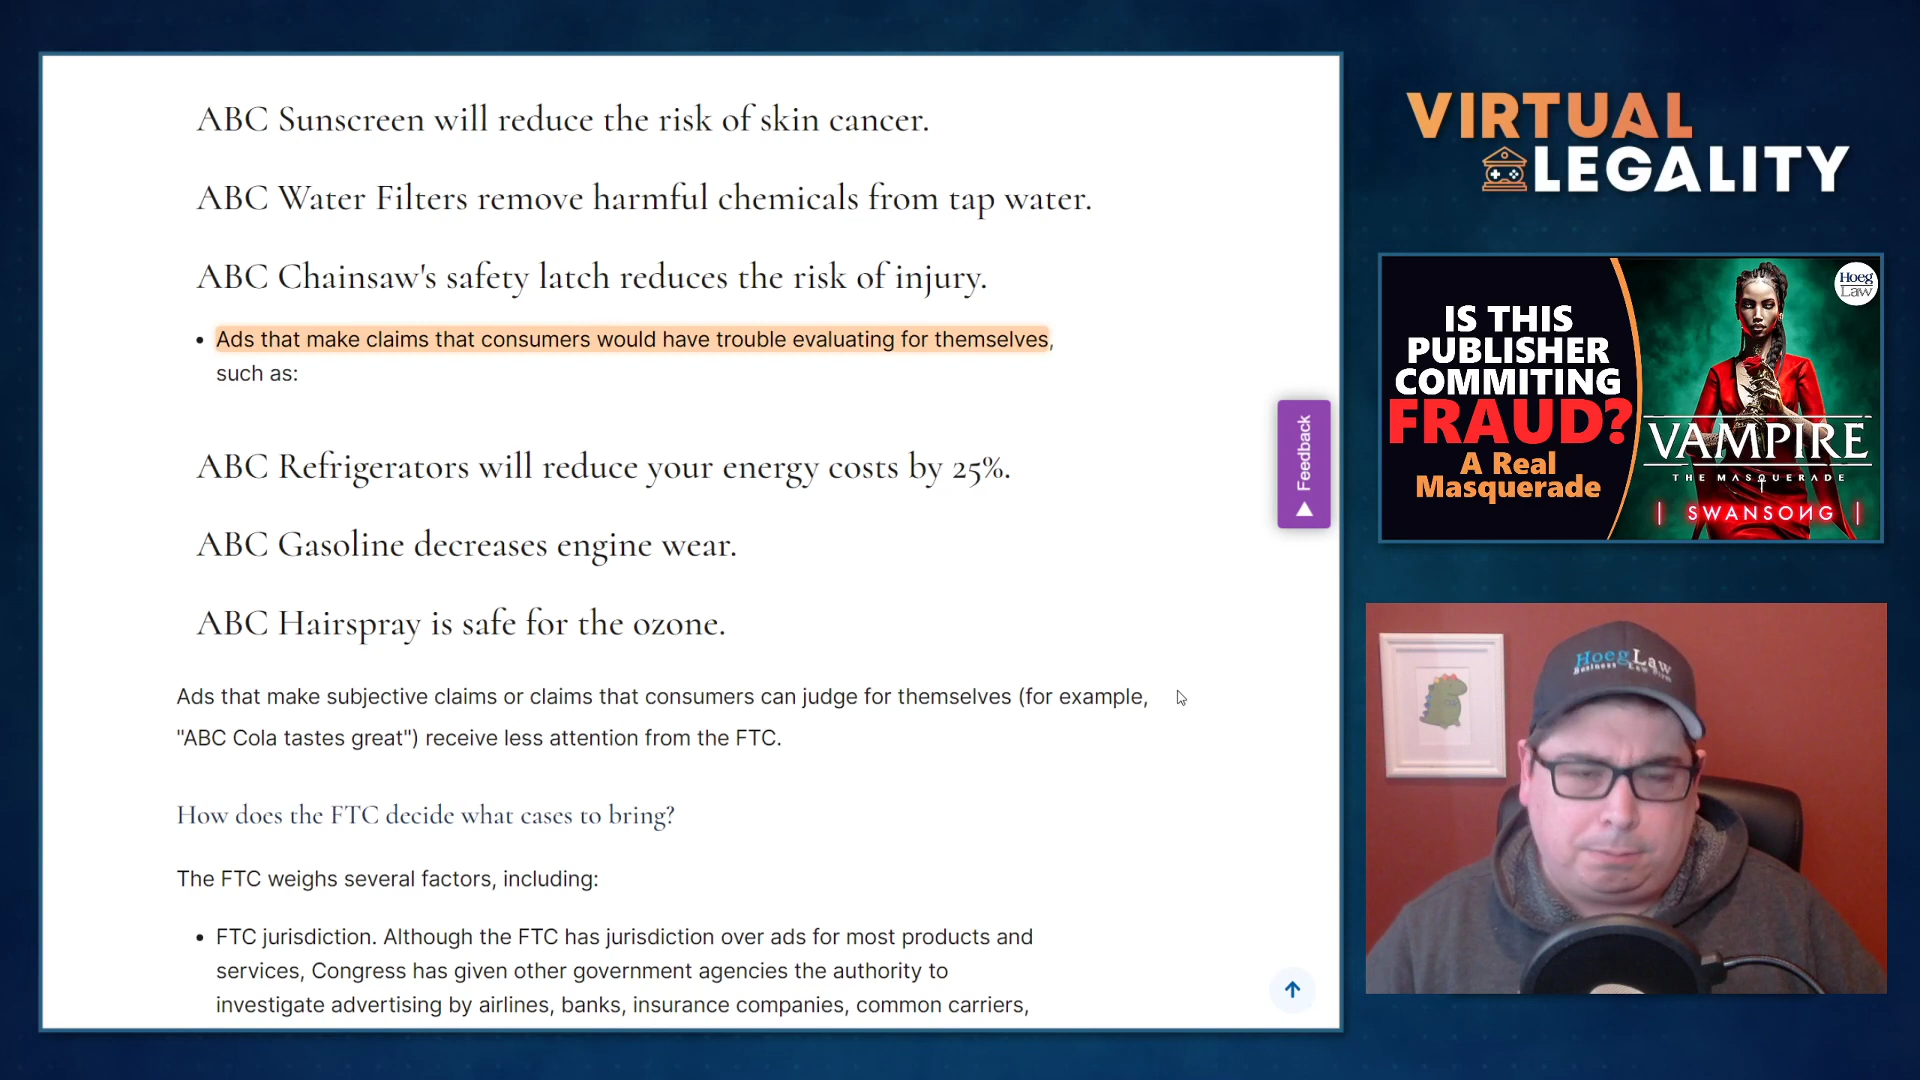 ABC Sunscreen will reduce the risk of skin cancer.
ABC Water Filters remove harmful chemicals from tap water.
ABC Chainsaw's safety latch reduces the risk of injury.
• Ads that make claims that consumers would have trouble evaluating for themselves,
such as:
ABC Refrigerators will reduce your energy costs by 25%.
ABC Gasoline decreases engine wear.
ABC Hairspray is safe for the ozone.
Ads that make subjective claims or claims that consumers can judge for themselves (for example,
"ABC Cola tastes great") receive less attention from the FTC.
How does the FTC decide what cases to bring?
The FTC weighs several factors, including:
• FTC jurisdiction. Although the FTC has jurisdiction over ads for most products and
services, Congress has given other government agencies the authority to
investigate advertising by airlines, banks, insurance companies, common carriers,
Feedback
VIRTUAL
LEGALITY
IS THIS
PUBLISHER
COMMITING
FRAUD?
A Real
Masquerade
Hoeg
Law
VAMPIRE
THE MASQUERADE
SWANSONG
HoegLaw
Business Law Firm